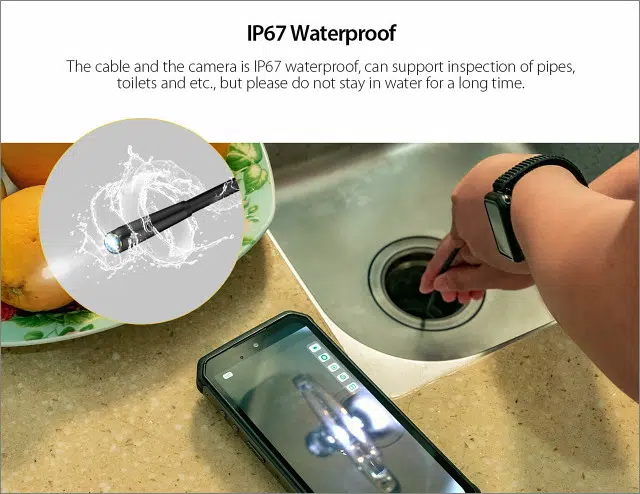 IP67 Waterproof
The cable and the camera is IP67 waterproof, can support inspection of pipes,
toilets and etc., but please do not stay in water for a long time.